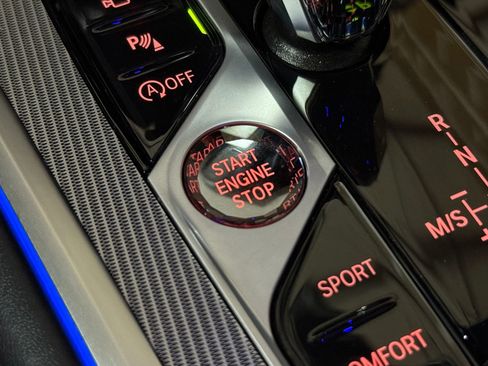 P
A OFF
START
ENGINE
STOP
R
N
M/S
SPORT
COMFORT